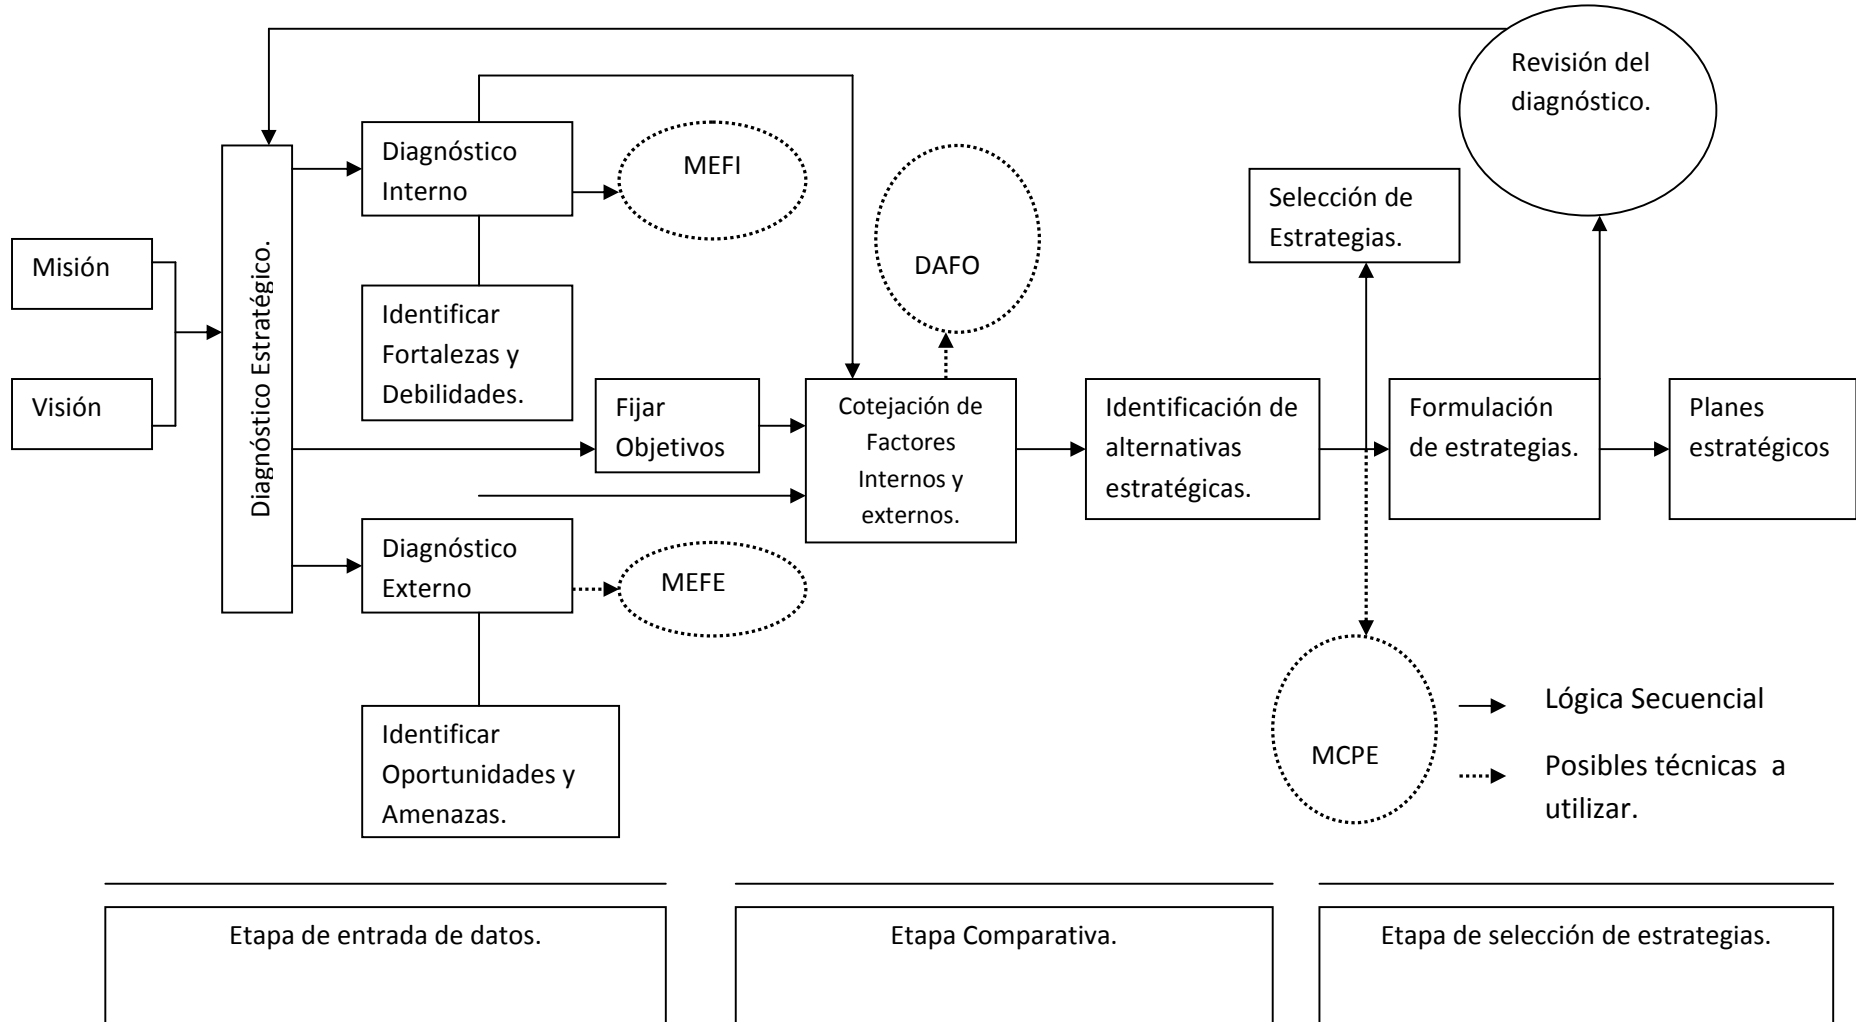 Revisión del
diagnóstico.
Diagnóstico
Interno
MEFI
DAFO
Selección de
Estrategias.
Misión
Visión
Diagnóstico Estratégico.
Identificar
Fortalezas y
Debilidades.
Fijar
Objetivos
Cotejación de
Factores
Internos y
externos.
Identificación de
alternativas
estratégicas.
Formulación
de estrategias.
Planes
estratégicos
Diagnóstico
Externo
MEFE
Identificar
Oportunidades y
Amenazas.
MCPE
Lógica Secuencial
Posibles técnicas a
utilizar.
Etapa de entrada de datos.
Etapa Comparativa.
Etapa de selección de estrategias.